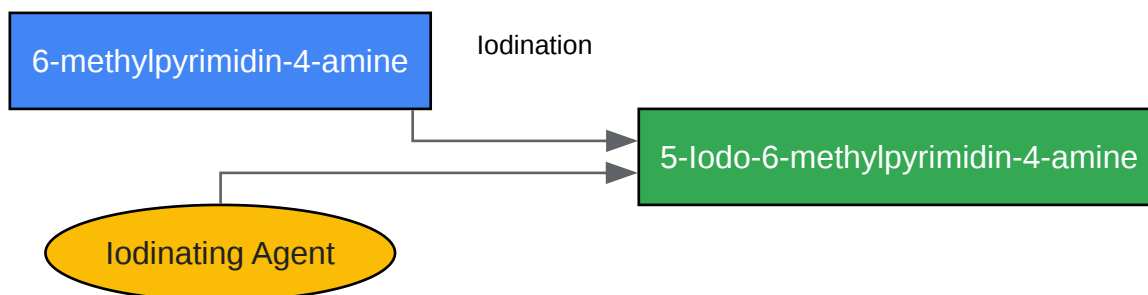 6-methylpyrimidin-4-amine
Iodination
5-Iodo-6-methylpyrimidin-4-amine
Iodinating Agent